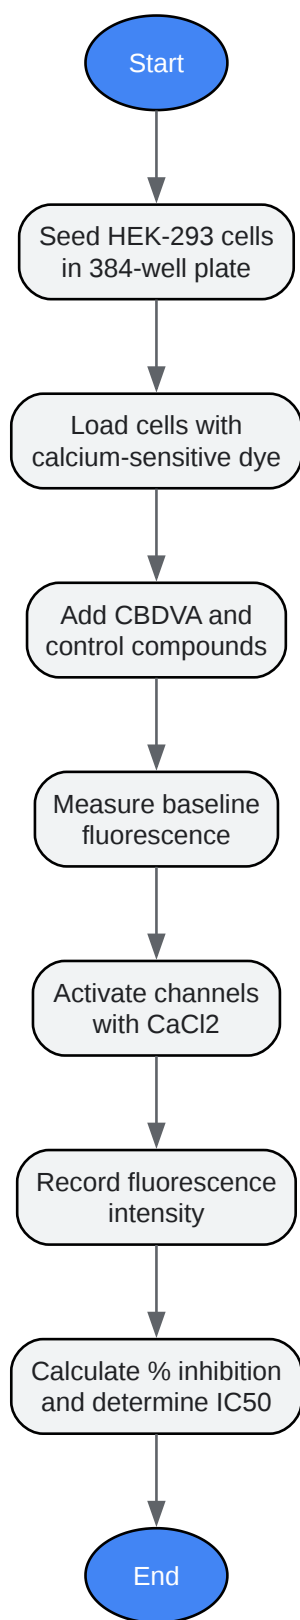 Start
Seed HEK-293 cells
in 384-well plate
Load cells with
calcium-sensitive dye
Add CBDVA and
control compounds
Measure baseline
fluorescence
Activate channels
with CaCl2
Record fluorescence
intensity
Calculate % inhibition
and determine IC50
End